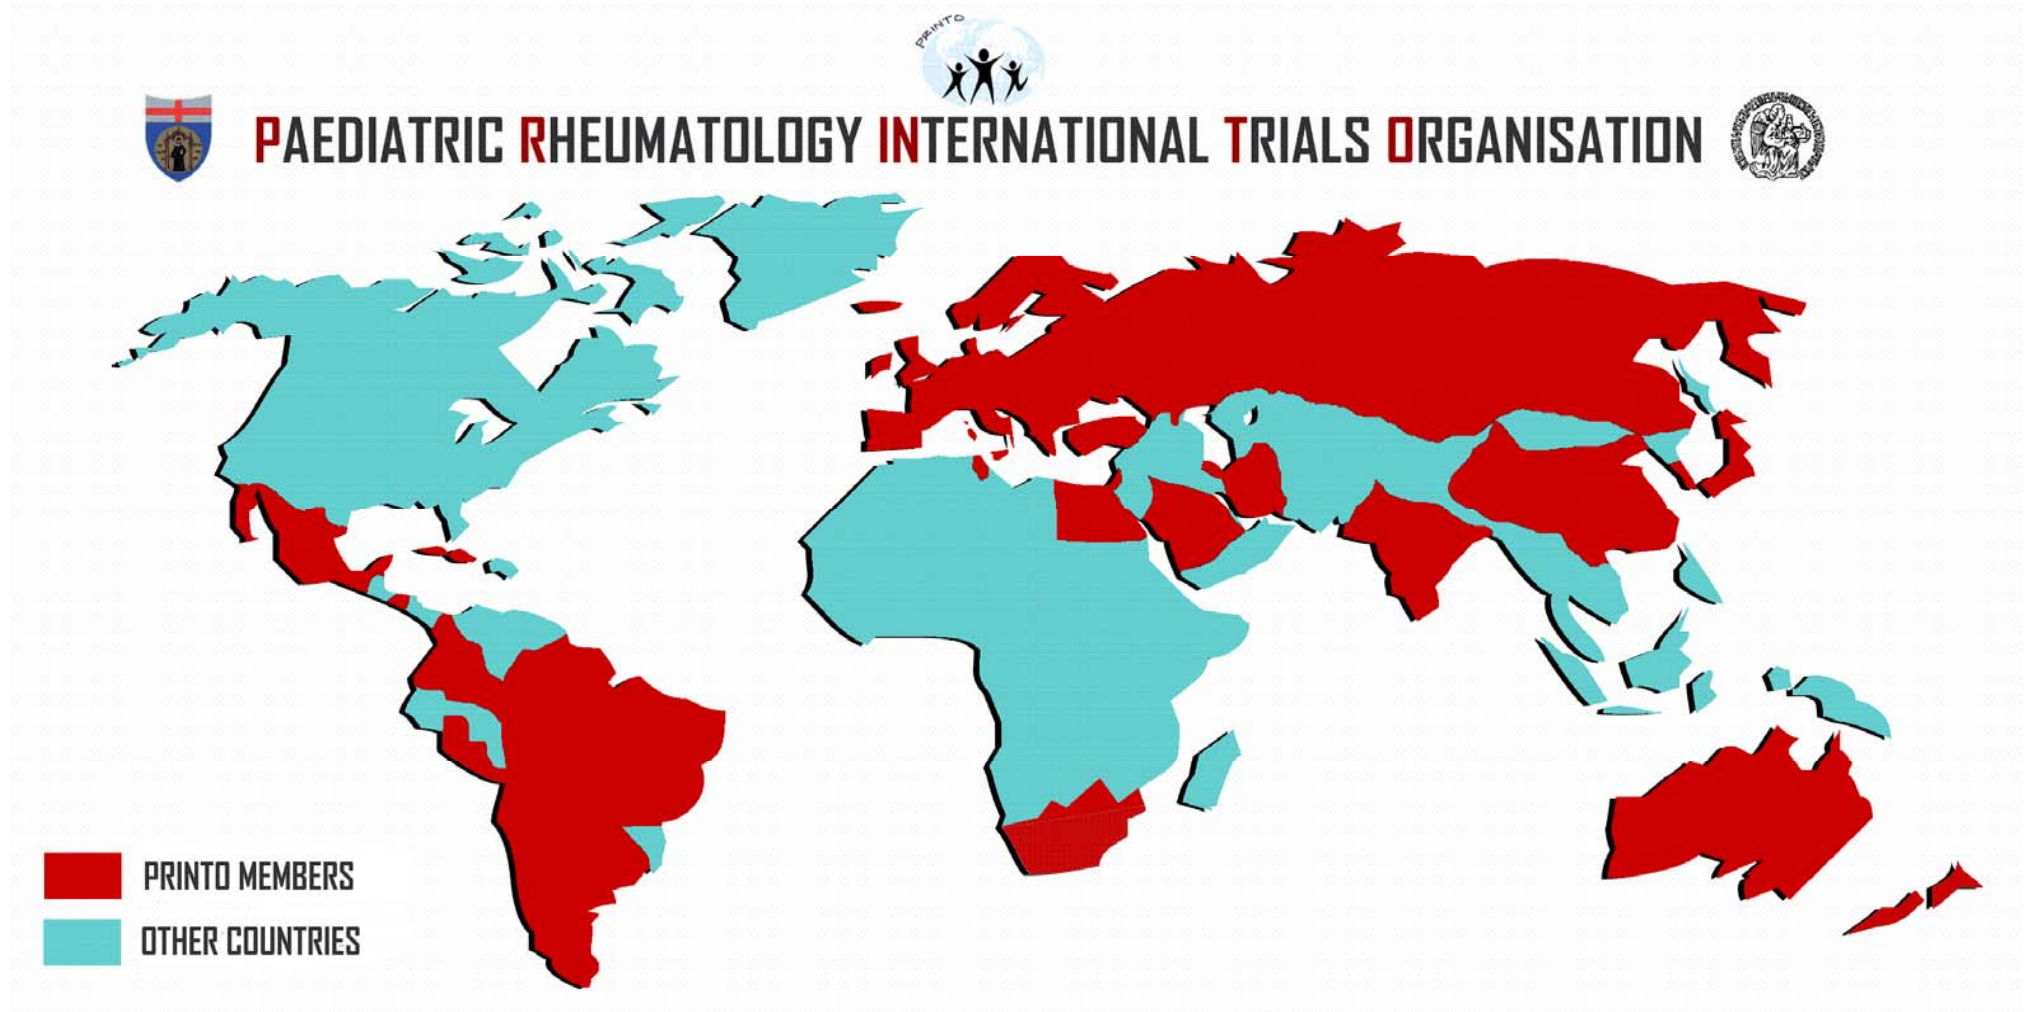 PRINTO
PAEDIATRIC RHEUMATOLOGY INTERNATIONAL TRIALS ORGANISATION
PRINTO MEMBERS
OTHER COUNTRIES